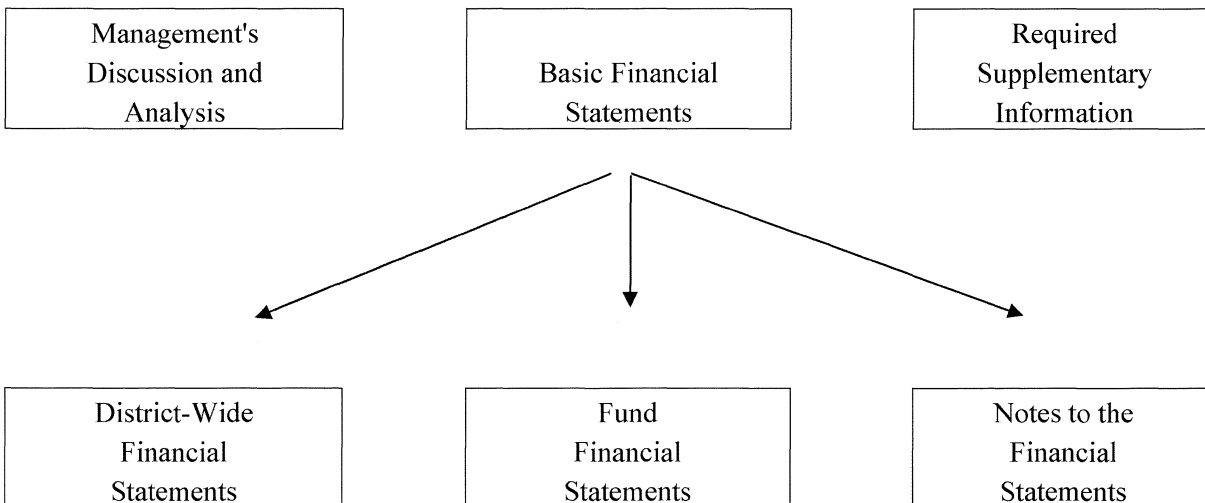 Management's
Discussion and
Analysis
Basic Financial
Statements
Required
Supplementary
Information
District-Wide
Financial
Statements
Fund
Financial
Statements
Notes to the
Financial
Statements